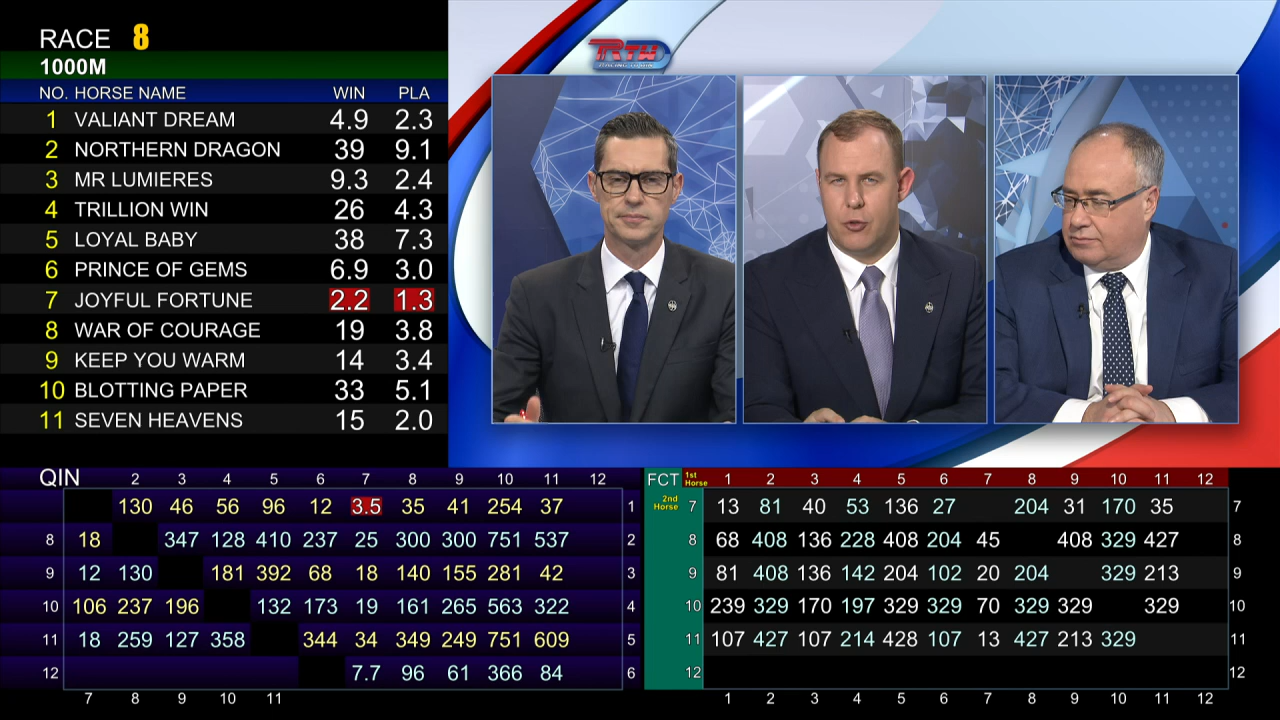 RACE 8
1000M
NO. HORSE NAME WIN PLA
1 VALIANT DREAM 4.9 2.3
2 NORTHERN DRAGON 39 9.1
3 MR LUMIERES 9.3 2.4
4 TRILLION WIN 26 4.3
5 LOYAL BABY 38 7.3
6 PRINCE OF GEMS 6.9 3.0
7 JOYFUL FORTUNE 2.2 1.3
8 WAR OF COURAGE 19 3.8
9 KEEP YOU WARM 14 3.4
10 BLOTTING PAPER 33 5.1
11 SEVEN HEAVENS 15 2.0
RTW
QIN 2 3 4 5 6 7 8 9 10 11 12
130 46 56 96 12 3.5 35 41 254 37 1
8 18 347 128 410 237 25 300 300 751 537 2
9 12 130 181 392 68 18 140 155 281 42 3
10 106 237 196 132 173 19 161 265 563 322 4
11 18 259 127 358 344 34 349 249 751 609 5
12 7.7 96 61 366 84 6
7 8 9 10 11
FCT 1st Horse 1 2 3 4 5 6 7 8 9 10 11 12
2nd Horse 7 13 81 40 53 136 27 204 31 170 35 7
8 68 408 136 228 408 204 45 408 329 427 8
9 81 408 136 142 204 102 20 204 329 213 9
10 239 329 170 197 329 329 70 329 329 329 10
11 107 427 107 214 428 107 13 427 213 329 11
12 12
1 2 3 4 5 6 7 8 9 10 11 12